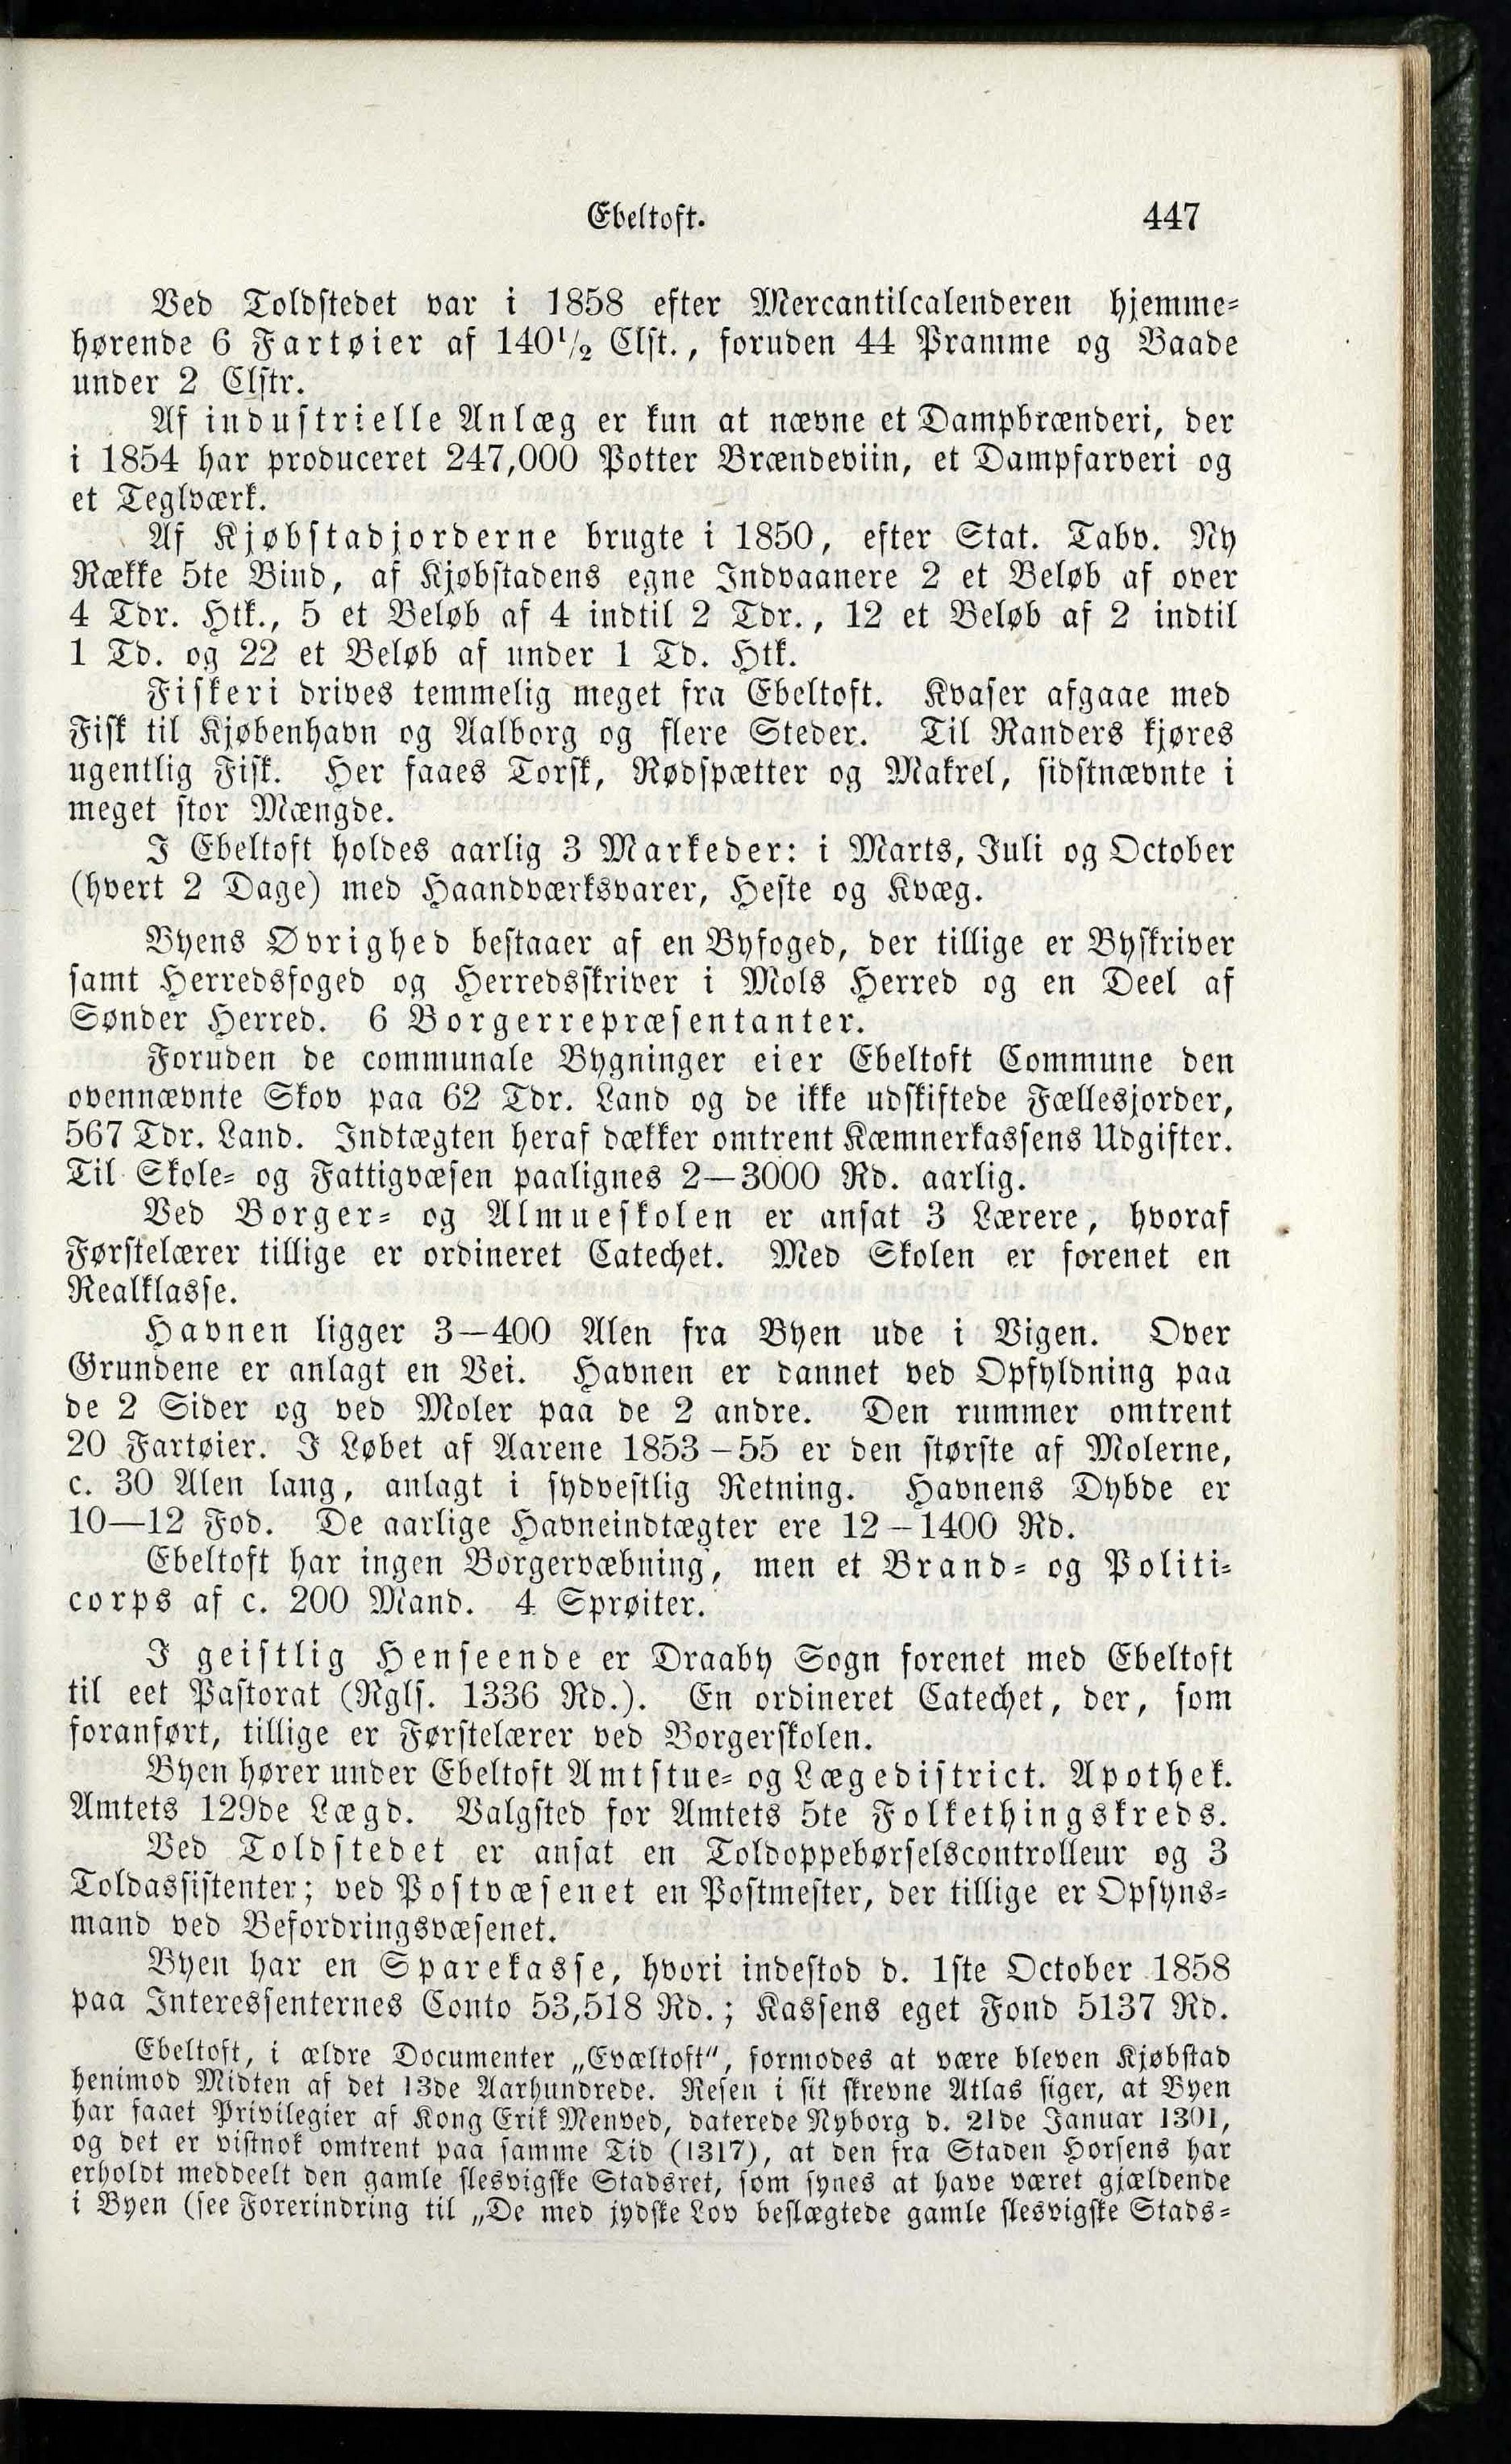 Ebeltoft. 447
Ved Toldstedet var i 1858 efter Mercantilcalenderen hjemme-
hørende 6 Fartøier af 140½ Clst., foruden 44 Pramme og Baade
under 2 Clstr.
Af industrielle Anlæg er kun at nævne et Dampbrænderi, der
i 1854 har produceret 247,000 Potter Brændeviin, et Dampfarveri og
et Teglværk.
Af Kjøbstadjorderne brugte i 1850, efter Stat. Tabv. Ny
Række 5te Bind, af Kjøbstadens egne Indvaanere 2 et Beløb af over
4 Tdr. Htk., 5 et Beløb af 4 indtil 2 Tdr., 12 et Beløb af 2 indtil
1 Td. og 22 et Beløb af under 1 Td. Htk.
Fiskeri drives temmelig meget fra Ebeltoft. Kvaser afgaae med
Fisk til Kjøbenhavn og Aalborg og flere Steder. Til Randers kjøres
ugentlig Fisk. Her faaes Torsk, Rødspætter og Makrel, sidstnævnte i
meget stor Mængde.
I Ebeltoft holdes aarlig 3 Markeder: i Marts, Juli og October
(hvert 2 Dage) med Haandværksvarer, Heste og Kvæg.
Byens Øvrighed bestaaer af en Byfoged, der tillige er Byskriver
samt Herredsfoged og Herredsskriver i Mols Herred og en Deel af
Sønder Herred. 6 Borgerrepræsentanter.
Foruden de communale Bygninger eier Ebeltoft Commune den
ovennævnte Skov paa 62 Tdr. Land og de ikke udskiftede Fællesjorder,
567 Tdr. Land. Indtægten heraf dækker omtrent Kæmnerkassens Udgifter.
Til Skole- og Fattigvæsen paalignes 2—3000 Rd. aarlig.
Ved Borger- og Almueskolen er ansat 3 Lærere, hvoraf
Førstelærer tillige er ordineret Catechet. Med Skolen er forenet en
Realklasse.
Havnen ligger 3—400 Alen fra Byen ude i Vigen. Over
Grundene er anlagt en Vei. Havnen er dannet ved Opfyldning paa
de 2 Sider og ved Moler paa de 2 andre. Den rummer omtrent
20 Fartøier. I Løbet af Aarene 1853–55 er den største af Molerne,
c. 30 Alen lang, anlagt i sydvestlig Retning. Havnens Dybde er
10—12 Fod. De aarlige Havneindtægter ere 12–1400 Rd.
Ebeltoft har ingen Borgervæbning, men et Brand- og Politi-
corps af c. 200 Mand. 4 Sprøiter.
I geistlig Henseende er Draaby Sogn forenet med Ebeltoft
til eet Pastorat (Rgls. 1336 Rd.). En ordineret Catechet, der, som
foranført, tillige er Førstelærer ved Borgerskolen.
Byen hører under Ebeltoft Amtstue- og Lægedistrict. Apothek.
Amtets 129de Lægd. Valgsted for Amtets 5te Folkethingskreds.
Ved Toldstedet er ansat en Toldoppebørselscontrolleur og 3
Toldassistenter; ved Postvæsenet en Postmester, der tillige er Opsyns-
mand ved Befordringsvæsenet.
Byen har en Sparekasse, hvori indestod d. 1ste October 1858
paa Interessenternes Conto 53,518 Rd.; Kassens eget Fond 5137 Rd.
Ebeltoft, i ældre Documenter „Evæltoft“, formodes at være bleven Kjøbstad
henimod Midten af det 13de Aarhundrede. Resen i sit skrevne Atlas siger, at Byen
har faaet Privilegier af Kong Erik Menved, daterede Nyborg d. 21de Januar 1301,
og det er vistnok omtrent paa samme Tid (1317), at den fra Staden Horsens har
erholdt meddeelt den gamle slesvigske Stadsret, som synes at have været gjældende
i Byen (see Forerindring til „De med jydske Lov beslægtede gamle slesvigske Stads-